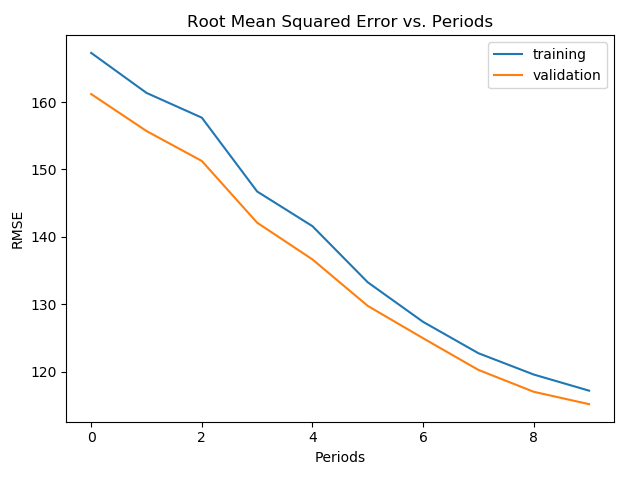 Root Mean Squared Error vs. Periods
training
validation
160
150
140
130
120
RMSE
0 2 4 6 8
Periods